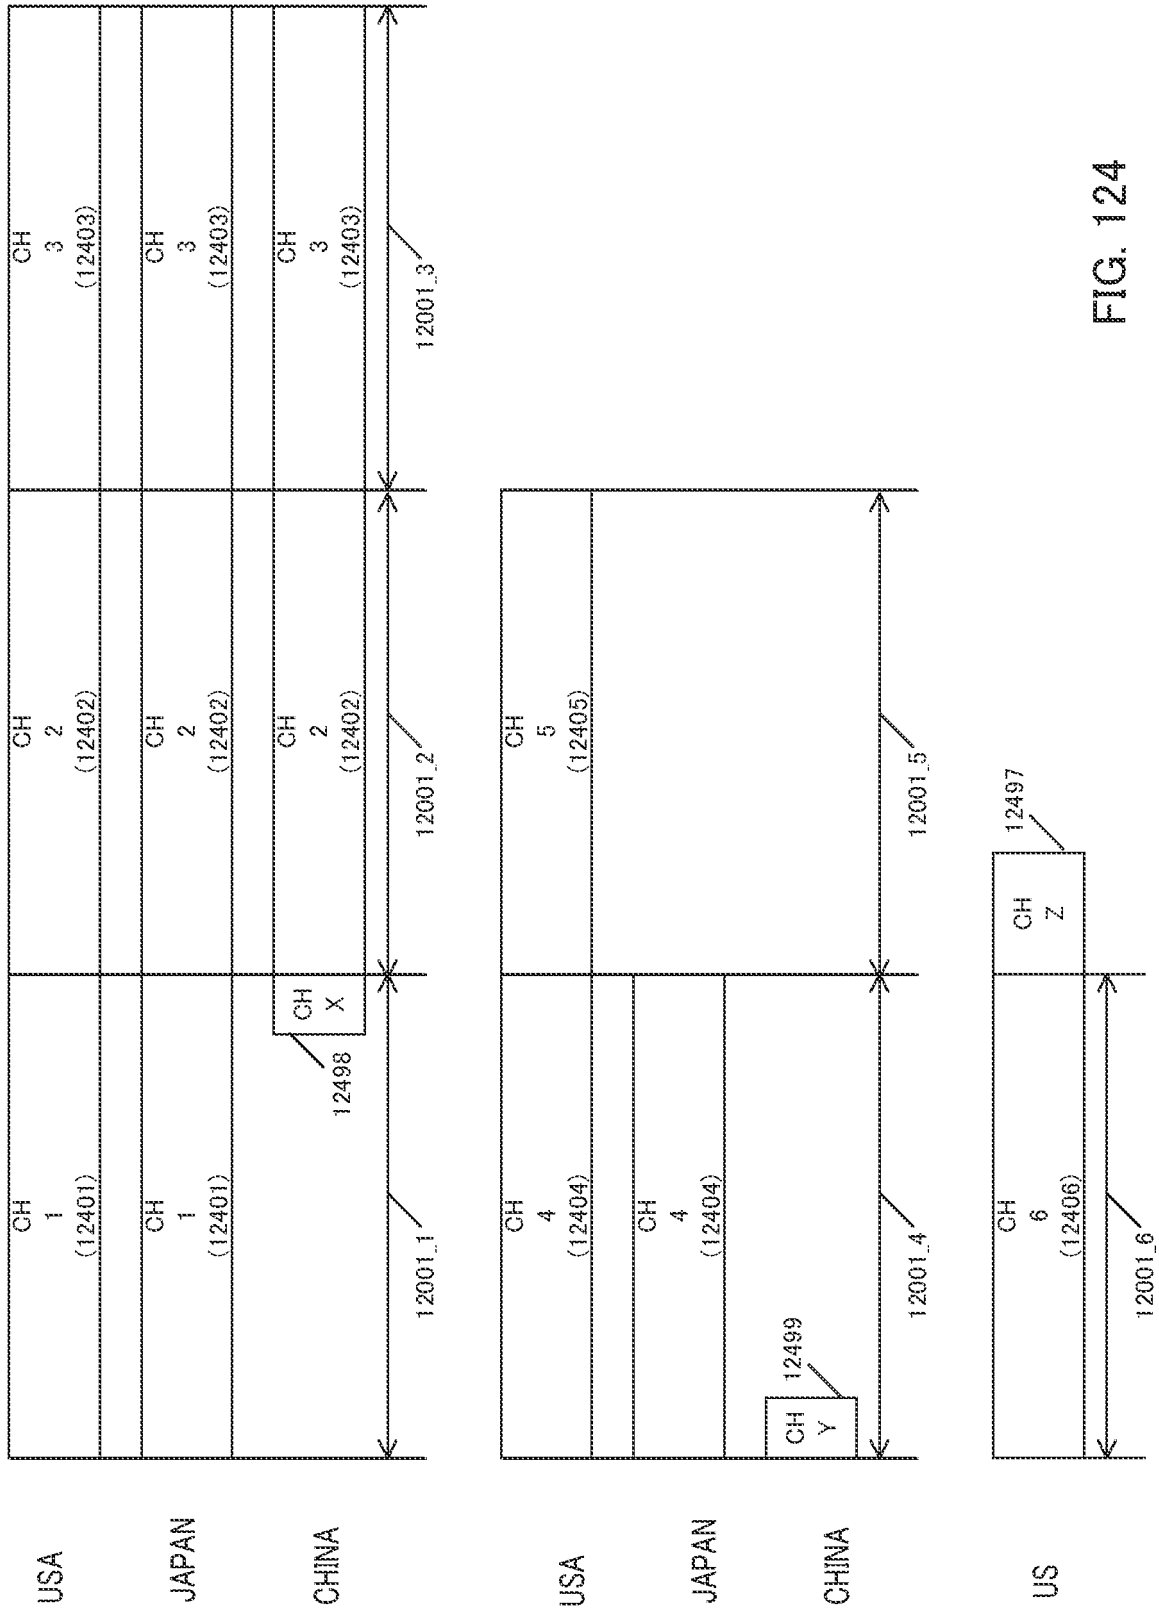 USA
CH
1
(12401)
CH
2
(12402)
CH
3
(12403)
JAPAN
CH
1
(12401)
CH
2
(12402)
CH
3
(12403)
CHINA
12498
CH
X
CH
2
(12402)
CH
3
(12403)
12001_1
12001_2
12001_3
USA
CH
4
(12404)
CH
5
(12405)
JAPAN
CH
4
(12404)
CHINA
CH
Y
12499
12001_4
12001_5
US
CH
6
(12406)
CH
Z
12497
12001_6
FIG. 124